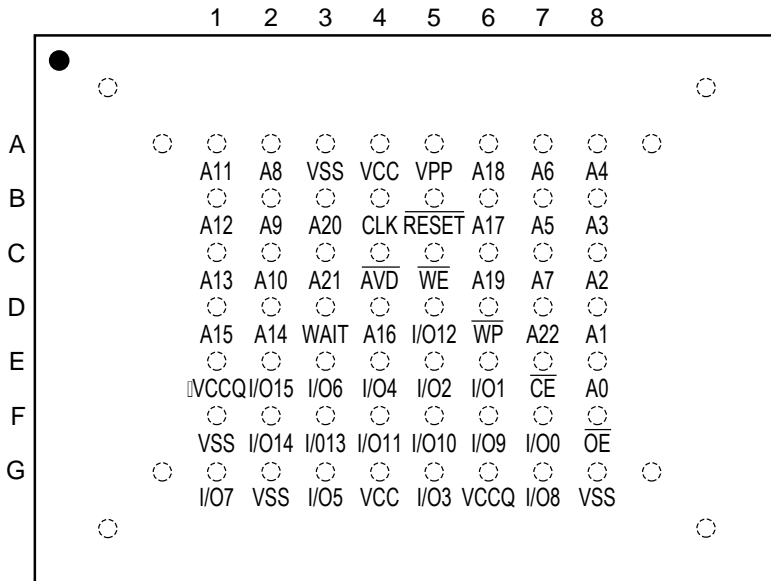 1 2 3 4 5 6 7 8
A
A11 A8 VSS VCC VPP A18 A6 A4
B
A12 A9 A20 CLK RESET A17 A5 A3
C
A13 A10 A21 AVD WE A19 A7 A2
D
A15 A14 WAIT A16 I/O12 WP A22 A1
E
VCCQ I/O15 I/O6 I/O4 I/O2 I/O1 CE A0
F
VSS I/O14 I/013 I/O11 I/O10 I/O9 I/O0 OE
G
I/O7 VSS I/O5 VCC I/O3 VCCQ I/O8 VSS